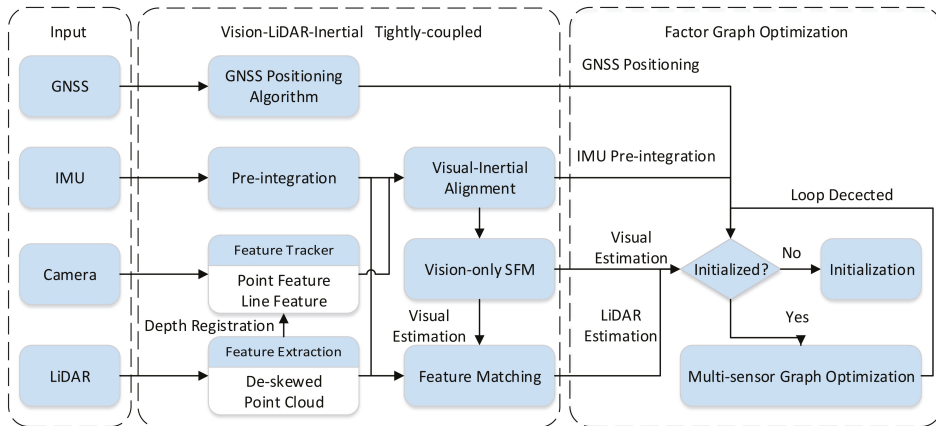 Input
Vision-LiDAR-Inertial Tightly-coupled
Factor Graph Optimization
GNSS
GNSS Positioning
Algorithm
GNSS Positioning
IMU
Pre-integration
Visual-Inertial
Alignment
IMU Pre-integration
Loop Decected
Camera
Feature Tracker
Point Feature
Line Feature
Vision-only SFM
Visual
Estimation
Initialized?
No
Initialization
Depth Registration
Visual
Estimation
LiDAR
Estimation
Yes
LiDAR
Feature Extraction
De-skewed
Point Cloud
Feature Matching
Multi-sensor Graph Optimization